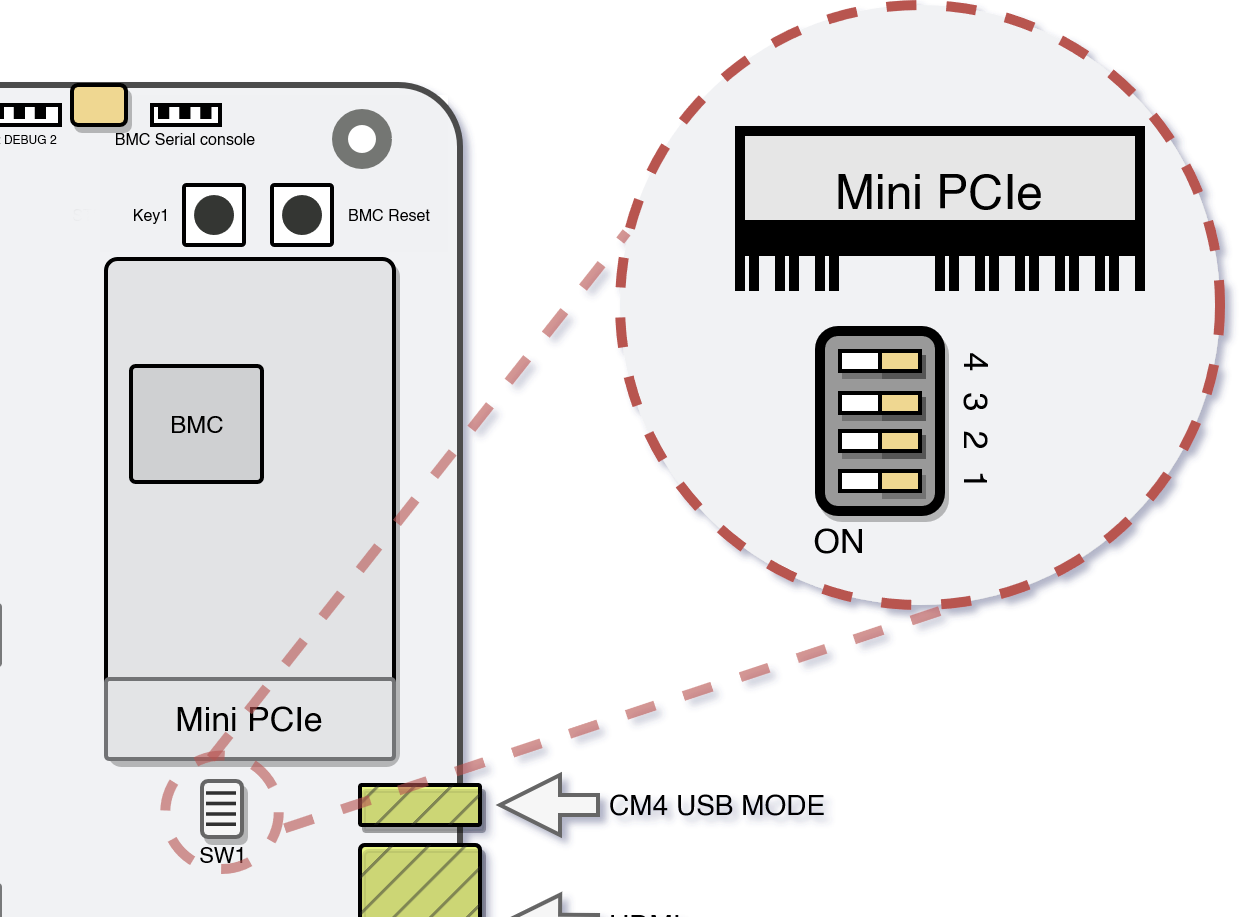 DEBUG 2
BMC Serial console
Key1
BMC Reset
BMC
Mini PCIe
SW1
CM4 USB MODE
Mini PCIe
4
3
2
1
ON